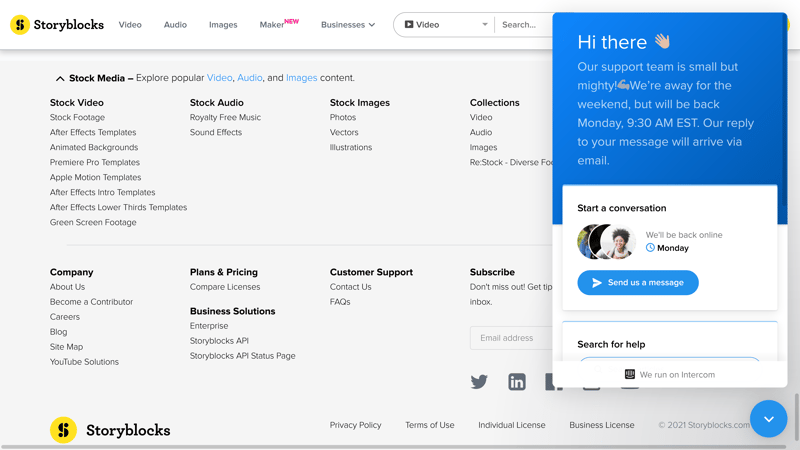 Storyblocks
Video
Audio
Images
Maker NEW
Businesses
Video
Search...
Stock Media – Explore popular Video, Audio, and Images content.
Stock Video
Stock Footage
After Effects Templates
Animated Backgrounds
Premiere Pro Templates
Apple Motion Templates
After Effects Intro Templates
After Effects Lower Thirds Templates
Green Screen Footage
Stock Audio
Royalty Free Music
Sound Effects
Stock Images
Photos
Vectors
Illustrations
Collections
Video
Audio
Images
Re:Stock - Diverse
Company
About Us
Become a Contributor
Careers
Blog
Site Map
YouTube Solutions
Plans & Pricing
Compare Licenses
Business Solutions
Enterprise
Storyblocks API
Storyblocks API Status Page
Customer Support
Contact Us
FAQs
Subscribe
Don't miss out! Get
inbox.
Email address
Storyblocks
Privacy Policy
Terms of Use
Individual License
Business License
© 2021 Storyblocks.com
Hi there 👋🏼
Our support team is small but
mighty!💪🏼We're away for the
weekend, but will be back
Monday, 9:30 AM EST. Our reply
to your message will arrive via
email.
Start a conversation
We'll be back online
Monday
Send us a message
Search for help
We run on Intercom